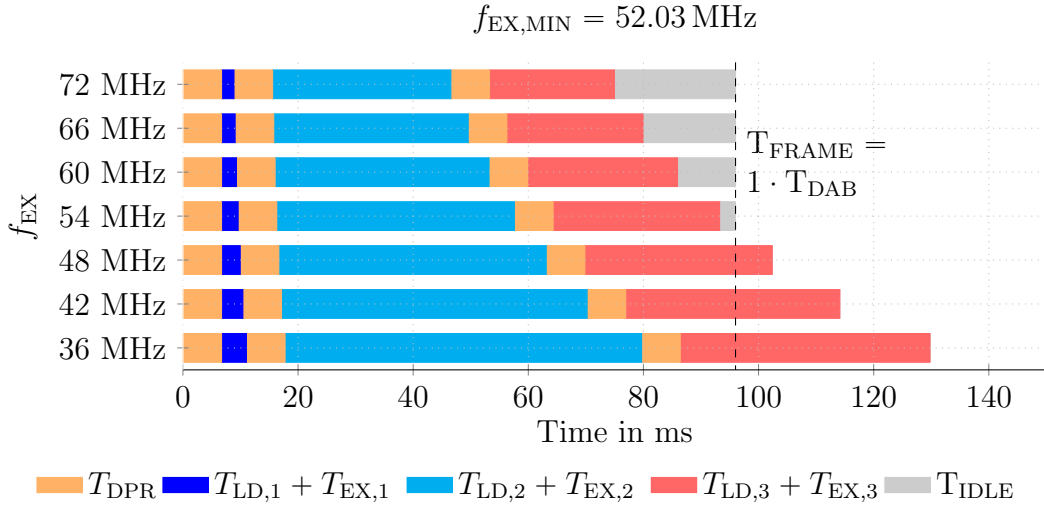 f_EX,MIN = 52.03 MHz
72 MHz
66 MHz
60 MHz
54 MHz
48 MHz
42 MHz
36 MHz
f_EX
T_FRAME =
1 · T_DAB
0 20 40 60 80 100 120 140
Time in ms
T_DPR T_LD,1 + T_EX,1 T_LD,2 + T_EX,2 T_LD,3 + T_EX,3 T_IDLE